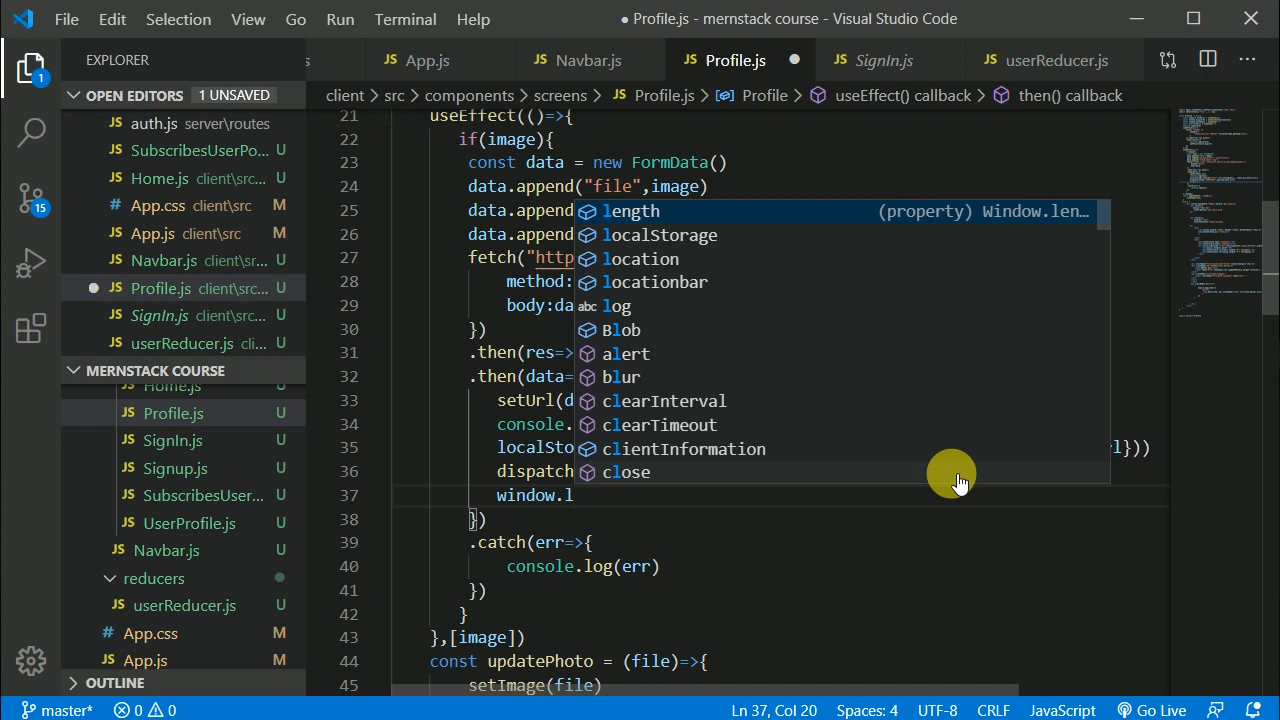 File Edit Selection View Go Run Terminal Help ● Profile.js - mernstack course - Visual Studio Code
EXPLORER
s JS App.js JS Navbar.js JS Profile.js ● JS SignIn.js JS userReducer.js ···
OPEN EDITORS 1 UNSAVED
client > src > components > screens > JS Profile.js > Profile > useEffect() callback > then() callback
JS auth.js server\routes
JS SubscribesUserPo... U
JS Home.js client\src... U
# App.css client\src M
JS App.js client\src M
JS Navbar.js client\sr... U
● JS Profile.js client\src... U
JS SignIn.js client\src... U
JS userReducer.js cli... U
MERNSTACK COURSE
Home.js U
JS Profile.js U
JS SignIn.js U
JS Signup.js U
JS SubscribesUser... U
JS UserProfile.js U
JS Navbar.js U
reducers
JS userReducer.js U
# App.css M
JS App.js M
OUTLINE
1
15
21 useEffect(()=>{
22 if(image){
23 const data = new FormData()
24 data.append("file",image)
25 data.append
26 data.append
27 fetch("http
28 method:
29 body:da
30 })
31 .then(res=>
32 .then(data=
33 setUrl(d
34 console.
35 localSto l}))
36 dispatch
37 window.l
38 })
39 .catch(err=>{
40 console.log(err)
41 })
42 }
43 },[image])
44 const updatePhoto = (file)=>{
45 setImage(file)
length (property) Window.len…
localStorage
location
locationbar
abc log
Blob
alert
blur
clearInterval
clearTimeout
clientInformation
close
master* 0 0 Ln 37, Col 20 Spaces: 4 UTF-8 CRLF JavaScript Go Live